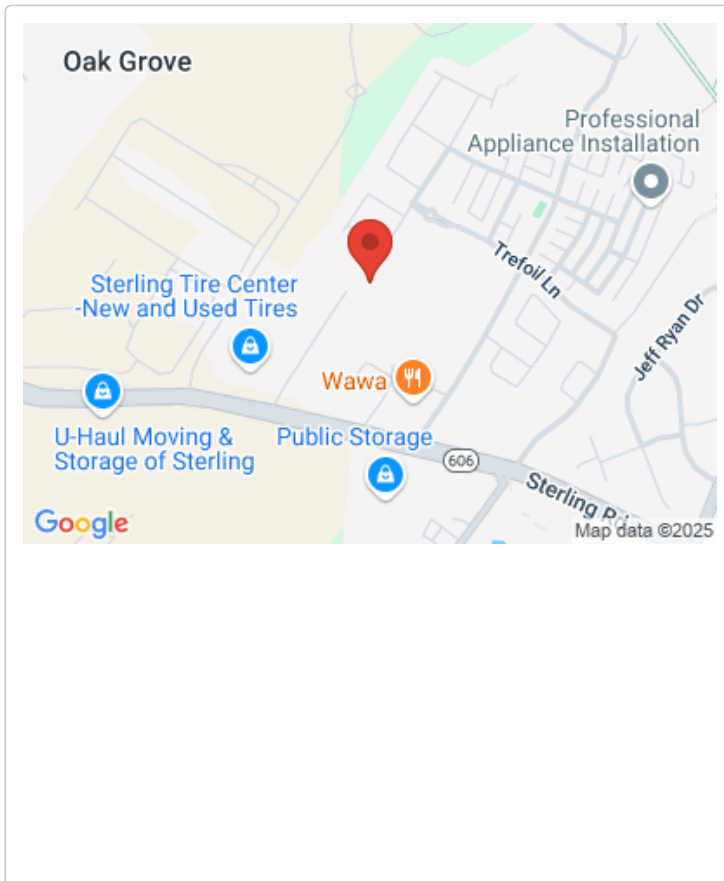 Oak Grove
Professional
Appliance Installation
Trefoil Ln
Sterling Tire Center
-New and Used Tires
Jeff Ryan Dr
Wawa
U-Haul Moving &
Storage of Sterling
Public Storage
606
Sterling Rd
Google
Map data ©2025